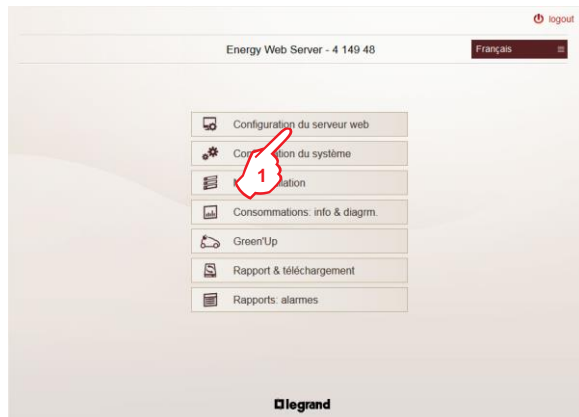 logout
Energy Web Server - 4 149 48
Français
Configuration du serveur web
du système
1
Consommations: info & diagrm.
Green'Up
Rapport & téléchargement
Rapports: alarmes
legrand